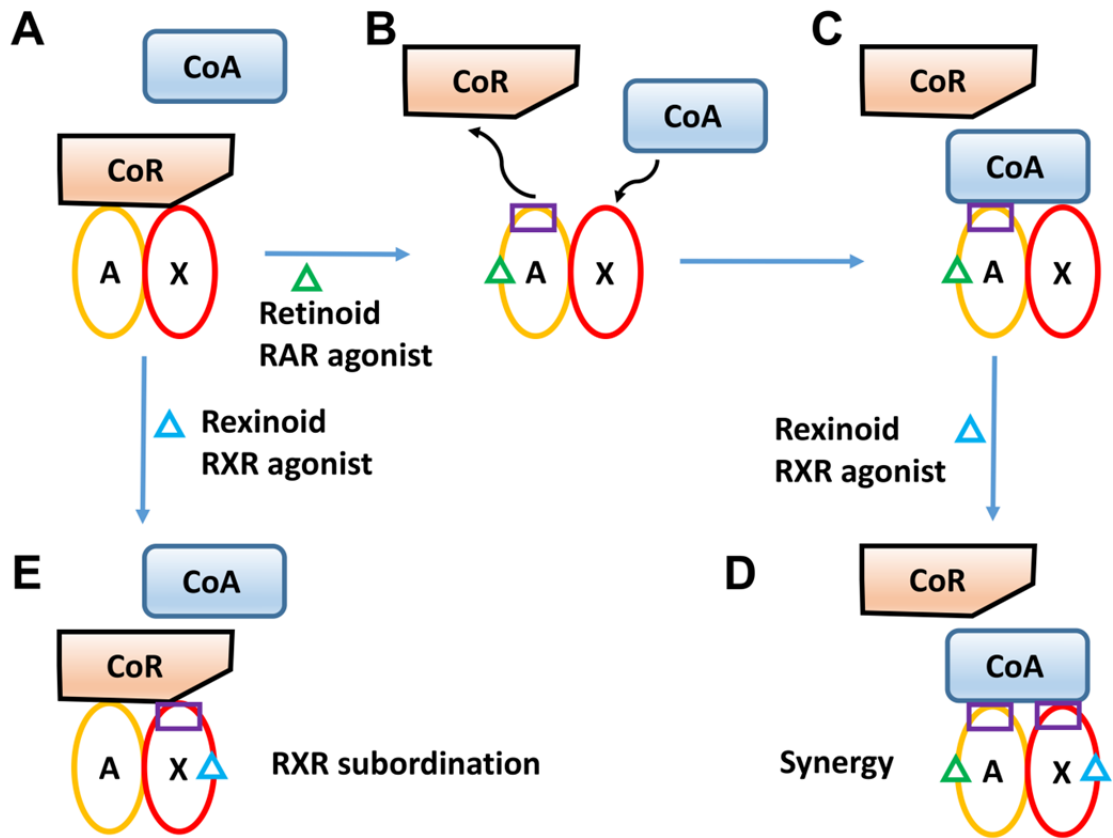 A
CoA
CoR
A
X
Retinoid
RAR agonist
B
CoR
CoA
A
X
C
CoR
CoA
A
X
Rexinoid
RXR agonist
Rexinoid
RXR agonist
E
CoA
CoR
A
X
RXR subordination
D
CoR
CoA
A
X
Synergy